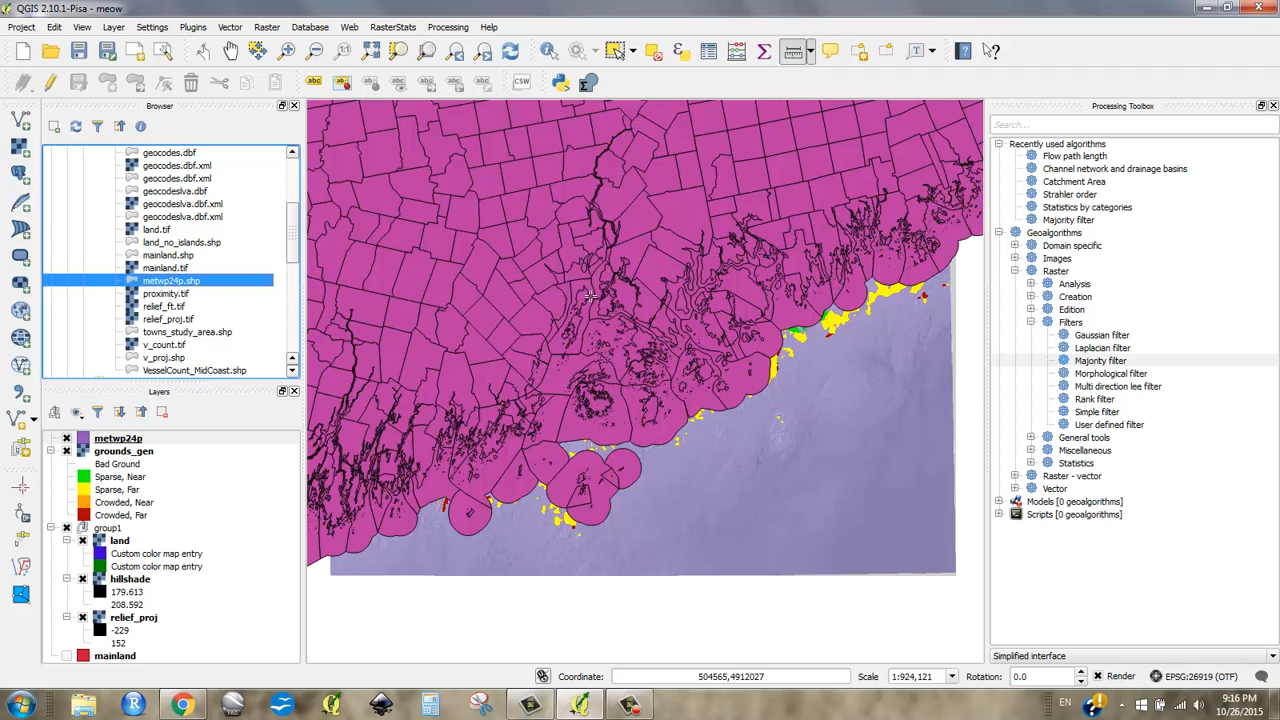 QGIS 2.10.1-Pisa - meow
Project Edit View Layer Settings Plugins Vector Raster Database Web RasterStats Processing Help
Browser
geocodes.dbf
geocodes.dbf.xml
geocodes.dbf.xml
geocodeslva.dbf
geocodeslva.dbf.xml
geocodeslva.dbf.xml
land.tif
land_no_islands.shp
mainland.shp
mainland.tif
metwp24p.shp
proximity.tif
relief_ft.tif
relief_proj.tif
towns_study_area.shp
v_count.tif
v_proj.shp
VesselCount_MidCoast.shp
Layers
metwp24p
grounds_gen
Bad Ground
Sparse, Near
Sparse, Far
Crowded, Near
Crowded, Far
group1
land
Custom color map entry
Custom color map entry
hillshade
179.613
208.592
relief_proj
-229
152
mainland
Processing Toolbox
Search...
Recently used algorithms
Flow path length
Channel network and drainage basins
Catchment Area
Strahler order
Statistics by categories
Majority filter
Geoalgorithms
Domain specific
Images
Raster
Analysis
Creation
Edition
Filters
Gaussian filter
Laplacian filter
Majority filter
Morphological filter
Multi direction lee filter
Rank filter
Simple filter
User defined filter
General tools
Miscellaneous
Statistics
Raster - vector
Vector
Models [0 geoalgorithms]
Scripts [0 geoalgorithms]
Simplified interface
Coordinate: 504565,4912027 Scale 1:924,121 Rotation: 0.0 Render EPSG:26919 (OTF)
EN 9:16 PM
10/26/2015